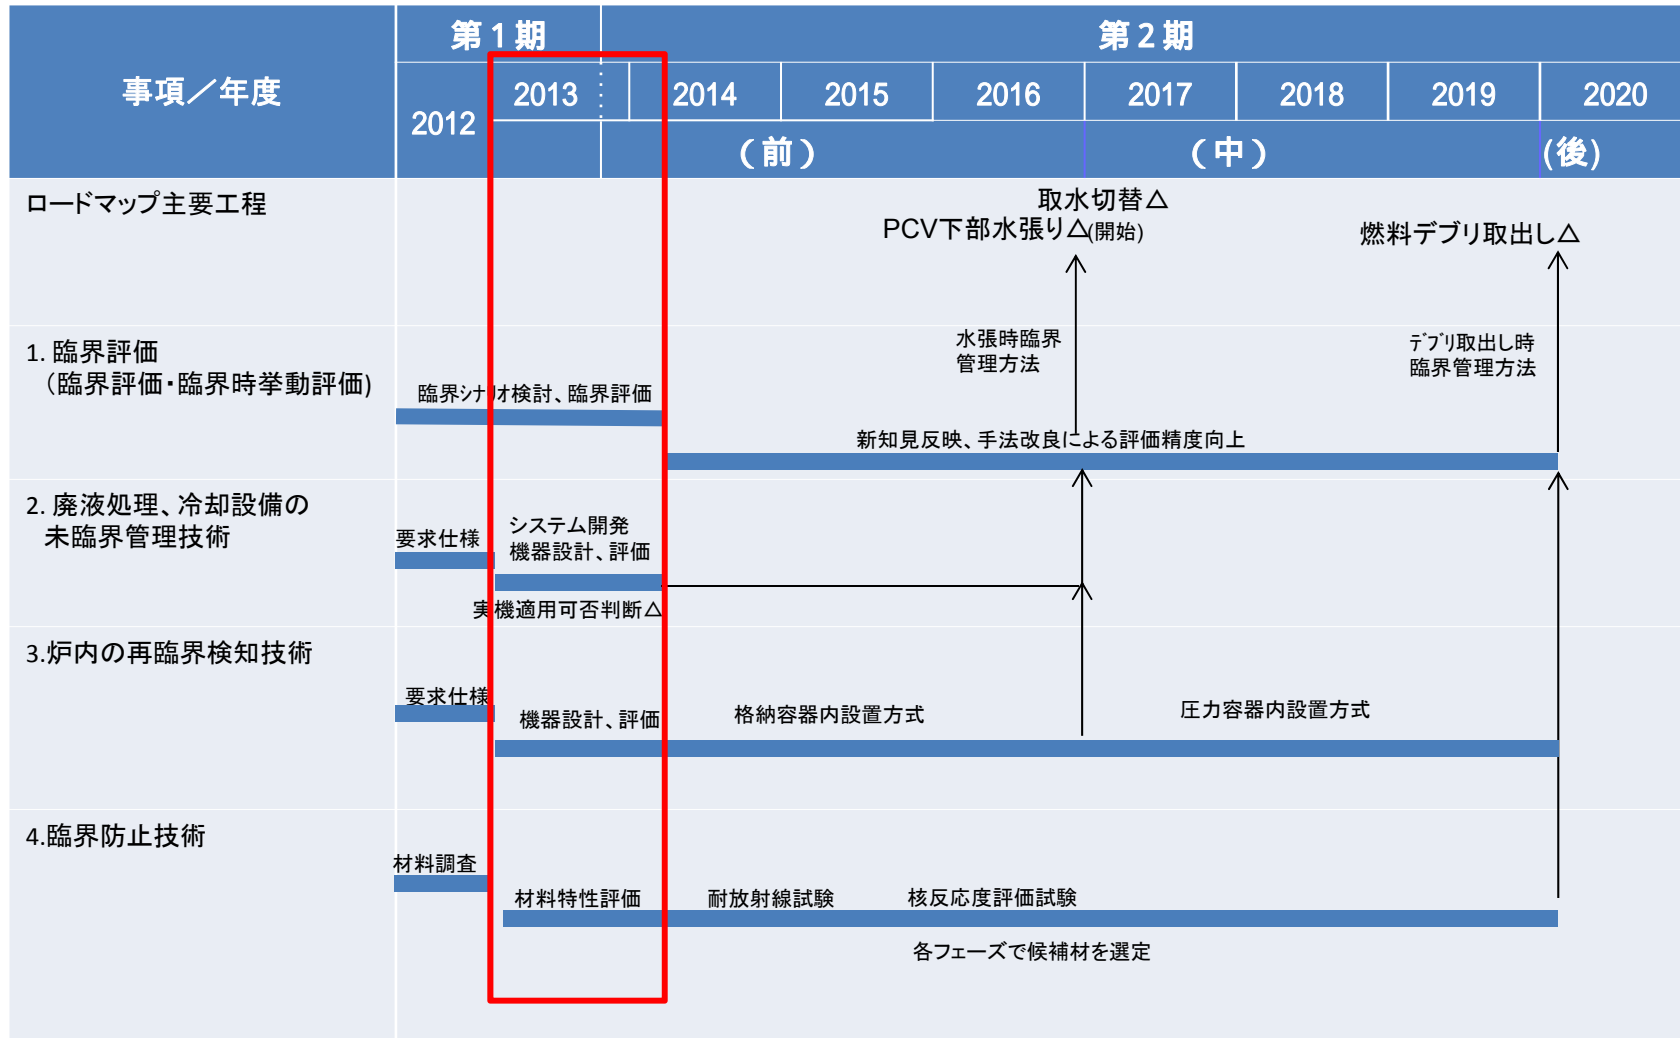 事項／年度
第1期
第2期
2012
2013
2014
2015
2016
2017
2018
2019
2020
（前）
（中）
(後)
ロードマップ主要工程
取水切替△
PCV下部水張り△(開始)
燃料デブリ取出し△
1. 臨界評価
（臨界評価・臨界時挙動評価)
臨界ｼﾅﾘｵ検討、臨界評価
水張時臨界
管理方法
ﾃﾞﾌﾞﾘ取出し時
臨界管理方法
新知見反映、手法改良による評価精度向上
2. 廃液処理、冷却設備の
未臨界管理技術
要求仕様
システム開発
機器設計、評価
実機適用可否判断△
3.炉内の再臨界検知技術
要求仕様
機器設計、評価
格納容器内設置方式
圧力容器内設置方式
4.臨界防止技術
材料調査
材料特性評価
耐放射線試験
核反応度評価試験
各フェーズで候補材を選定